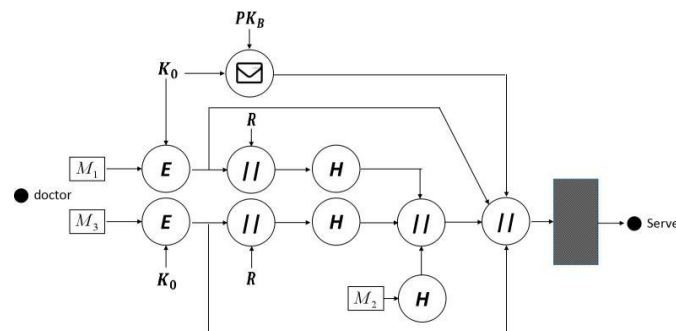 PK_B
K_0
R
M_1 E || H
doctor
M_3 E || H || || Serve
K_0 R
M_2 H